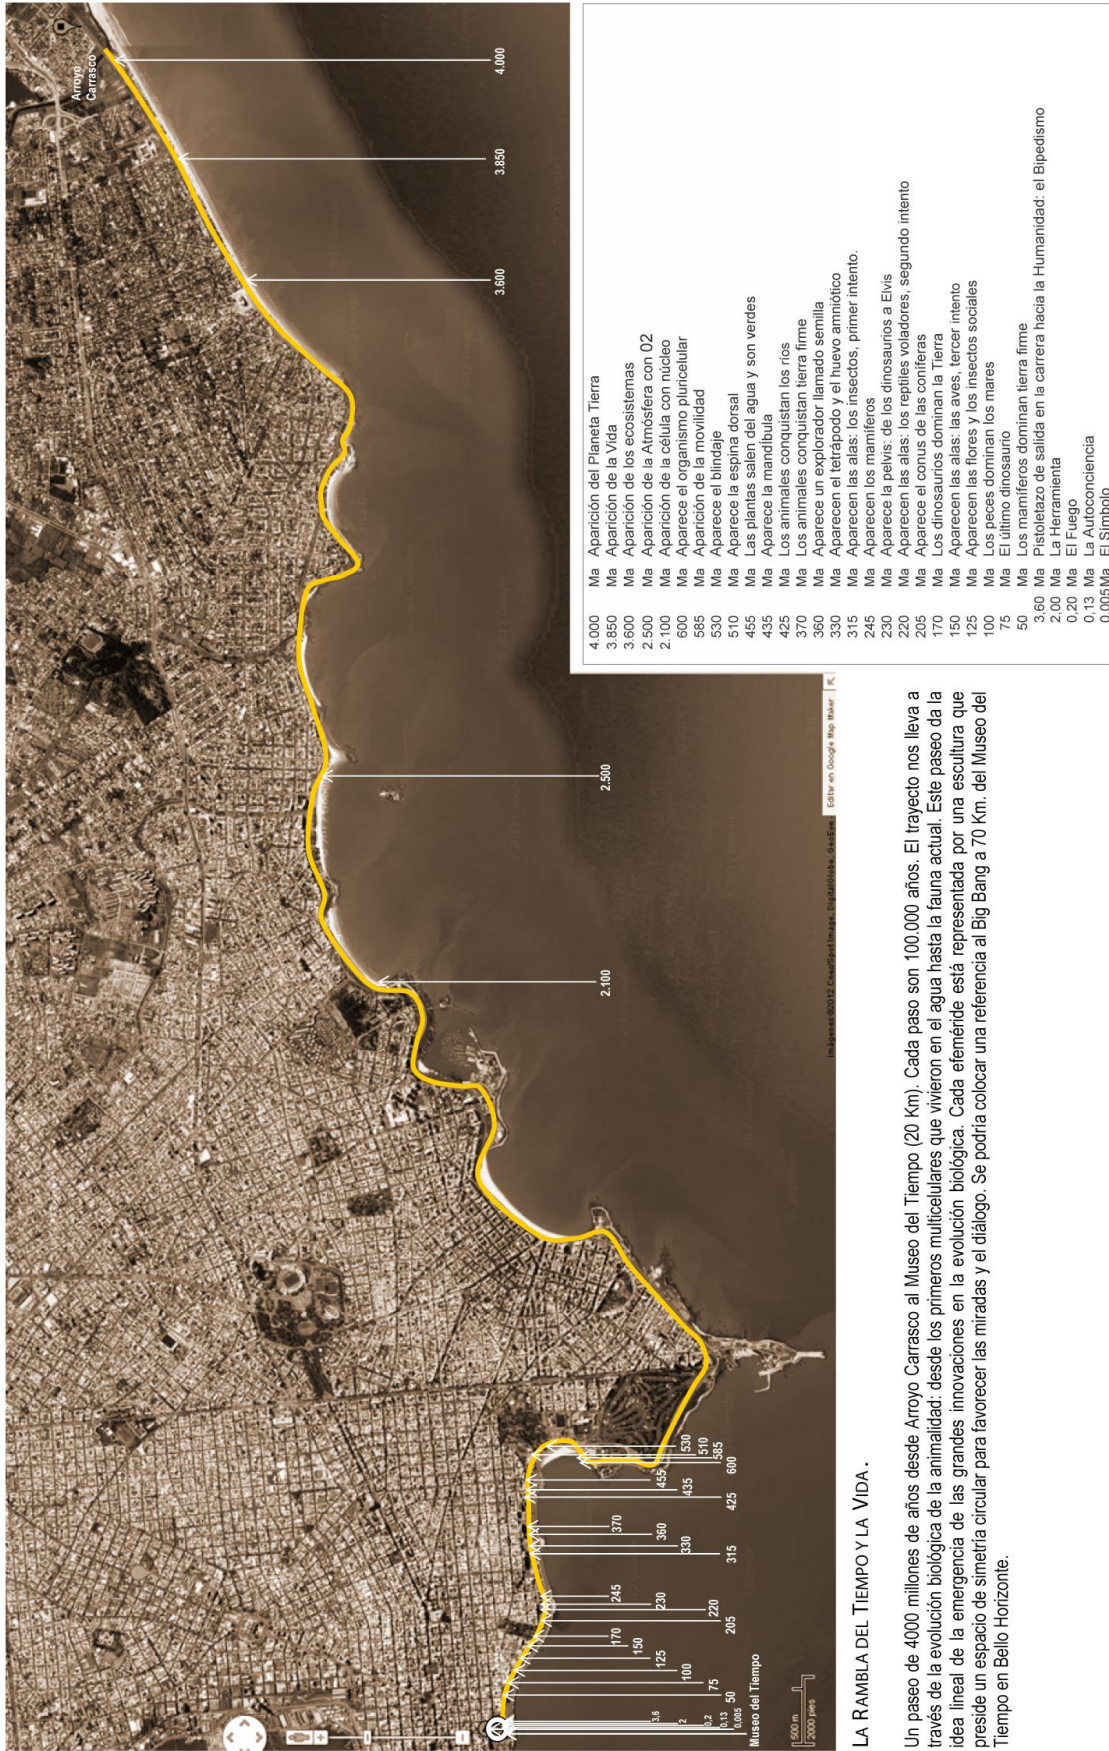 Arroyo
Carrasco
4.000
3.850
3.600
2.500
2.100
530
510
585
600
455
435
425
370
360
330
315
245
230
220
205
170
150
125
100
75
50
3,6
2
0,2
0,13
0,005
Museo del Tiempo
500 m
2000 pies
Editar en Google Map Maker
4.000 Ma Aparición del Planeta Tierra
3.850 Ma Aparición de la Vida
3.600 Ma Aparición de los ecosistemas
2.500 Ma Aparición de la Atmósfera con 02
2.100 Ma Aparición de la célula con núcleo
600 Ma Aparece el organismo pluricelular
585 Ma Aparición de la movilidad
530 Ma Aparece el blindaje
510 Ma Aparece la espina dorsal
455 Ma Las plantas salen del agua y son verdes
435 Ma Aparece la mandíbula
425 Ma Los animales conquistan los ríos
370 Ma Los animales conquistan tierra firme
360 Ma Aparece un explorador llamado semilla
330 Ma Aparecen el tetrápodo y el huevo amniótico
315 Ma Aparecen las alas: los insectos, primer intento.
245 Ma Aparecen los mamíferos
230 Ma Aparece la pelvis: de los dinosaurios a Elvis
220 Ma Aparecen las alas: los reptiles voladores, segundo intento
205 Ma Aparece el conus de las coníferas
170 Ma Los dinosaurios dominan la Tierra
150 Ma Aparecen las alas: las aves, tercer intento
125 Ma Aparecen las flores y los insectos sociales
100 Ma Los peces dominan los mares
75 Ma El último dinosaurio
50 Ma Los mamíferos dominan tierra firme
3,60 Ma Pistoletazo de salida en la carrera hacia la Humanidad: el Bipedismo
2,00 Ma La Herramienta
0,20 Ma El Fuego
0,13 Ma La Autoconciencia
0,005 Ma El Símbolo
LA RAMBLA DEL TIEMPO Y LA VIDA.
Un paseo de 4000 millones de años desde Arroyo Carrasco al Museo del Tiempo (20 Km). Cada paso son 100.000 años. El trayecto nos lleva a
través de la evolución biológica de la animalidad: desde los primeros multicelulares que vivieron en el agua hasta la fauna actual. Este paseo da la
idea lineal de la emergencia de las grandes innovaciones en la evolución biológica. Cada efeméride está representada por una escultura que
preside un espacio de simetría circular para favorecer las miradas y el diálogo. Se podría colocar una referencia al Big Bang a 70 Km. del Museo del
Tiempo en Bello Horizonte.